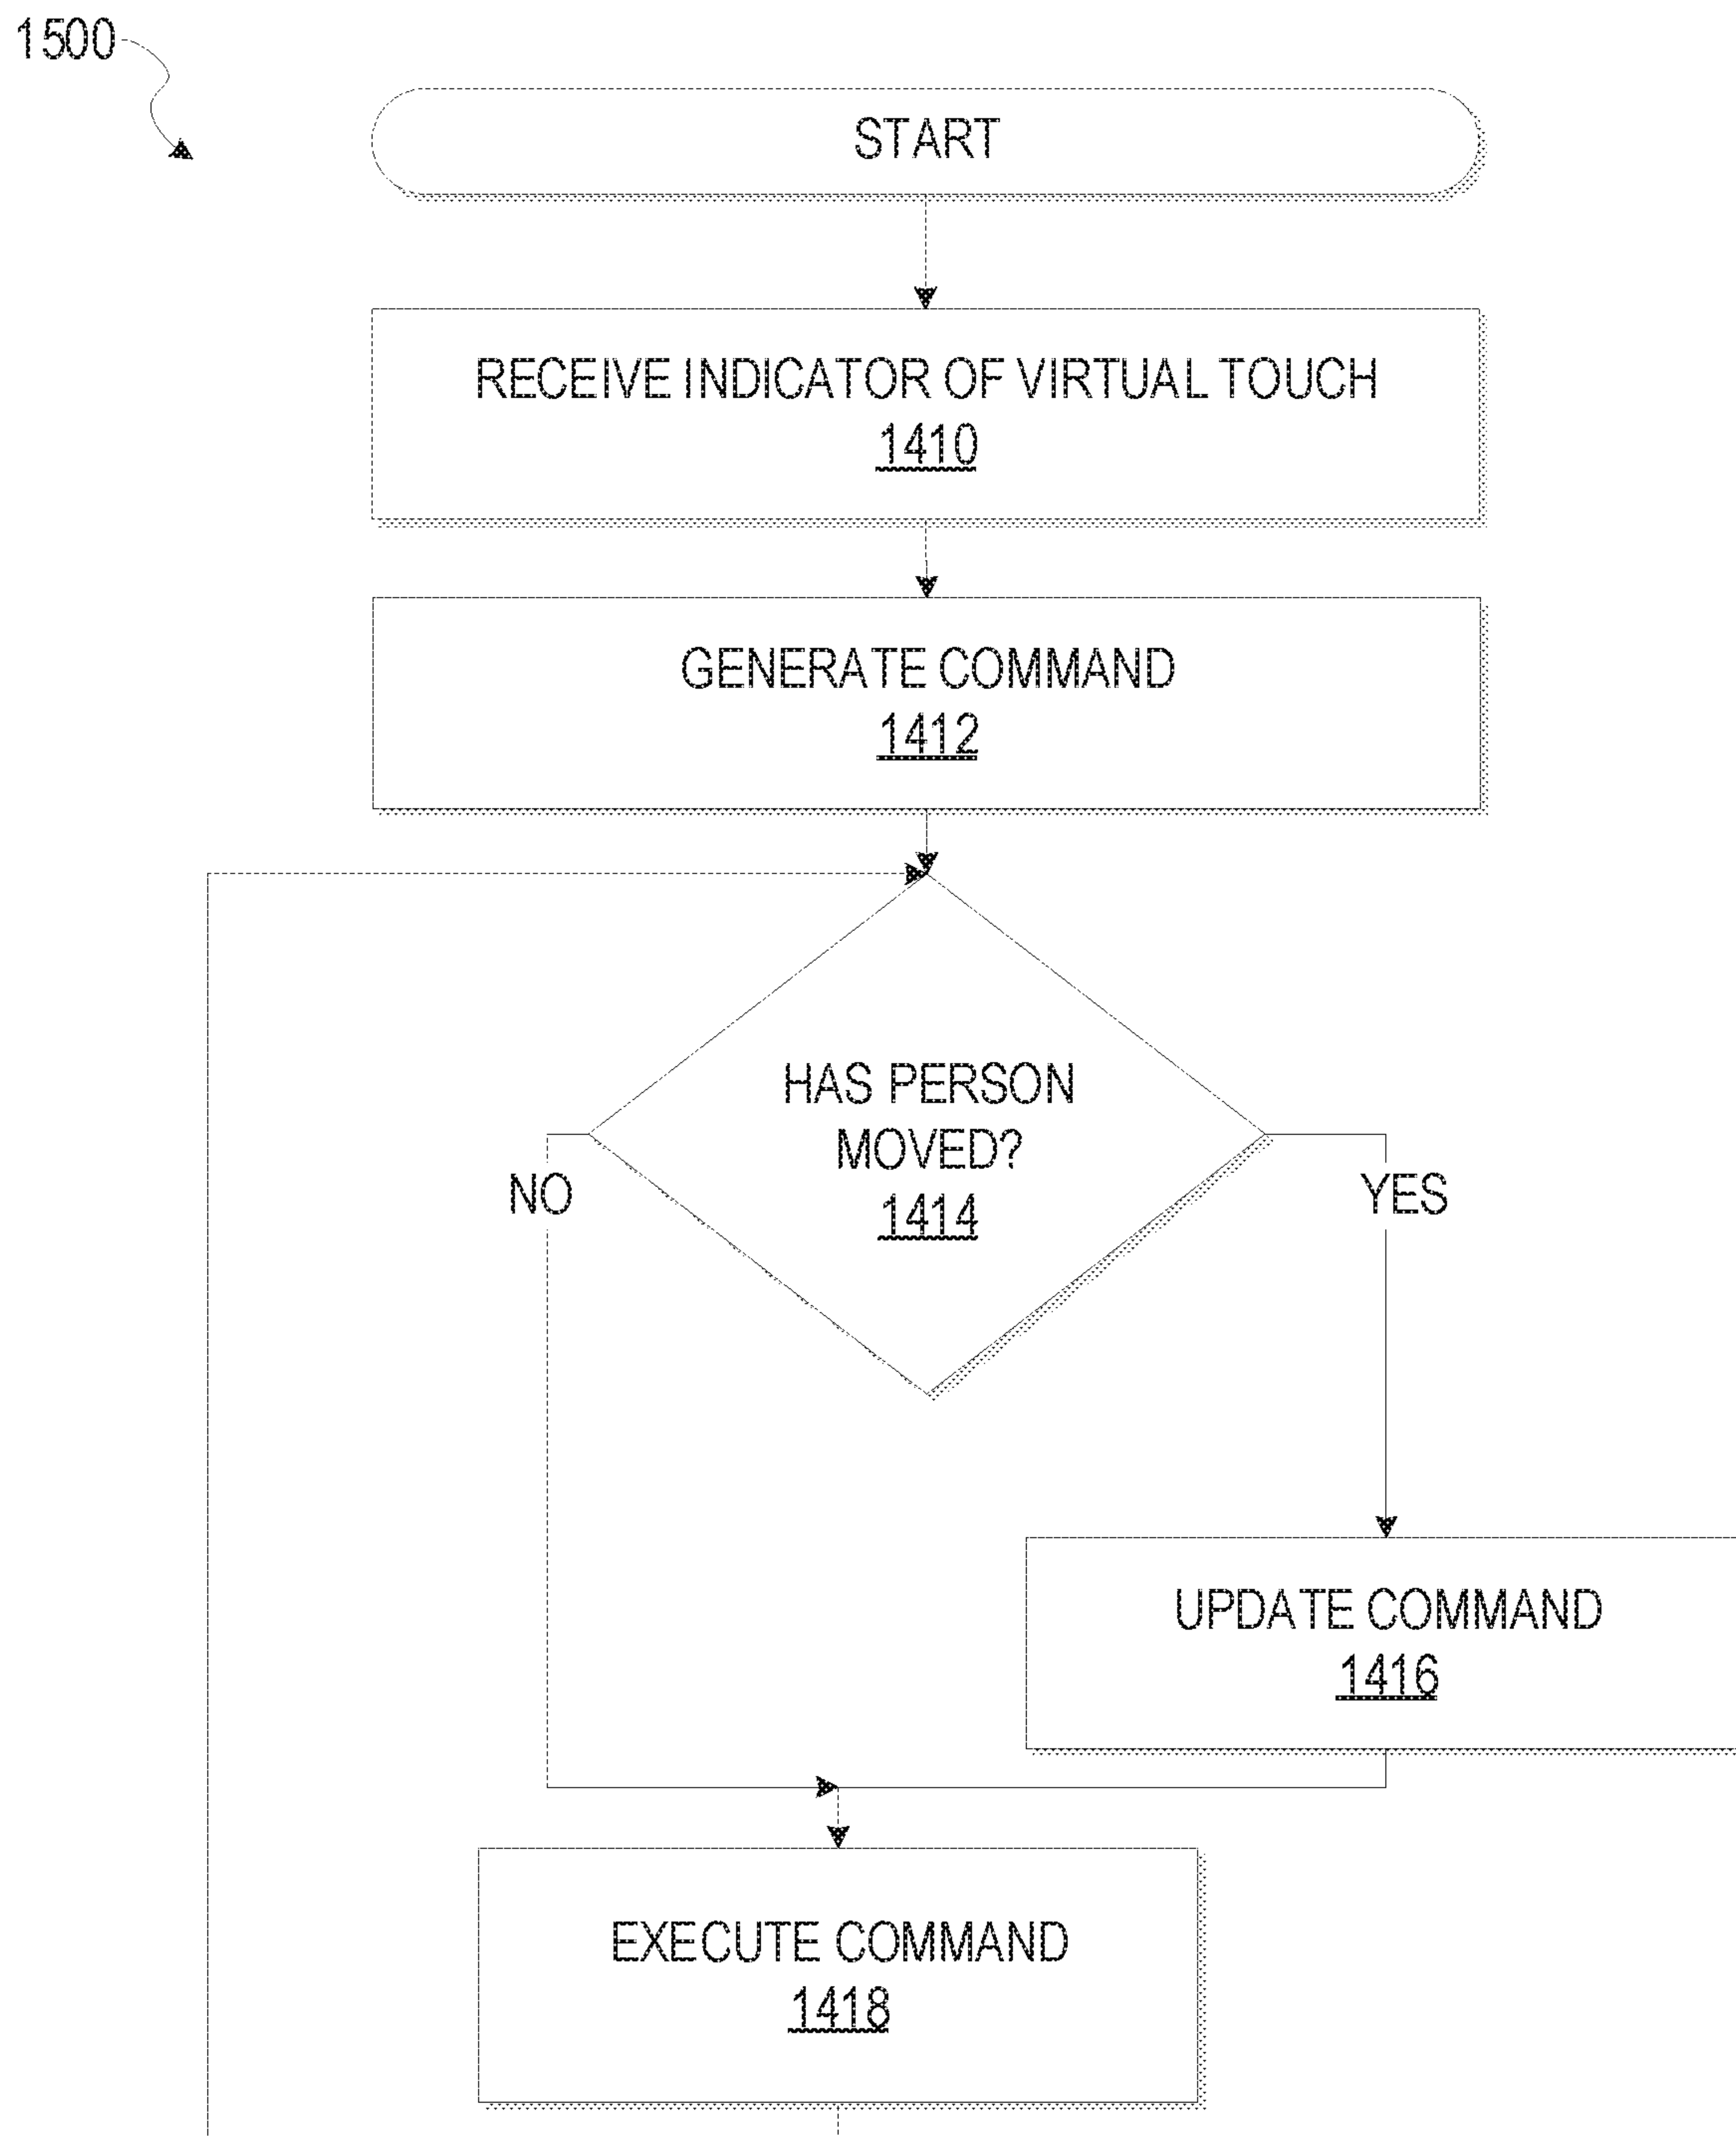 1500
START
RECEIVE INDICATOR OF VIRTUAL TOUCH
1410
GENERATE COMMAND
1412
HAS PERSON
MOVED?
1414
NO
YES
UPDATE COMMAND
1416
EXECUTE COMMAND
1418